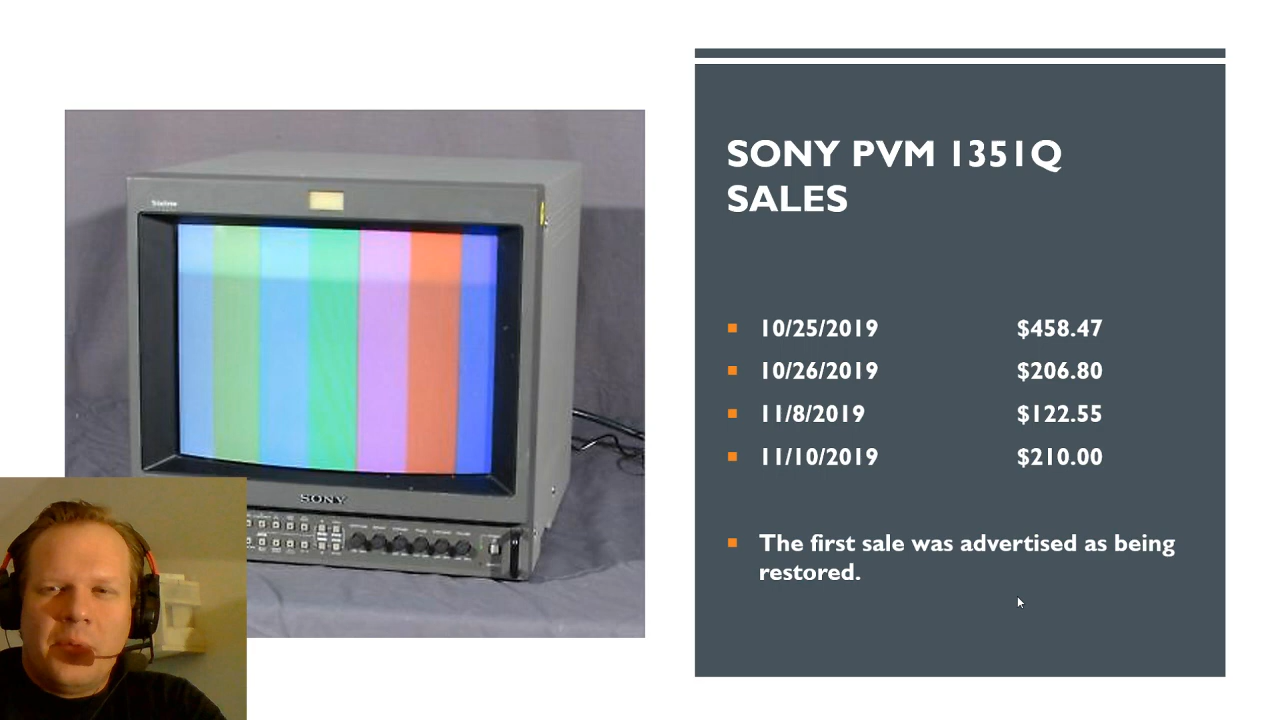 SONY PVM 1351Q
SALES
10/25/2019 $458.47
10/26/2019 $206.80
11/8/2019 $122.55
11/10/2019 $210.00
The first sale was advertised as being
restored.
Trinitron
SONY